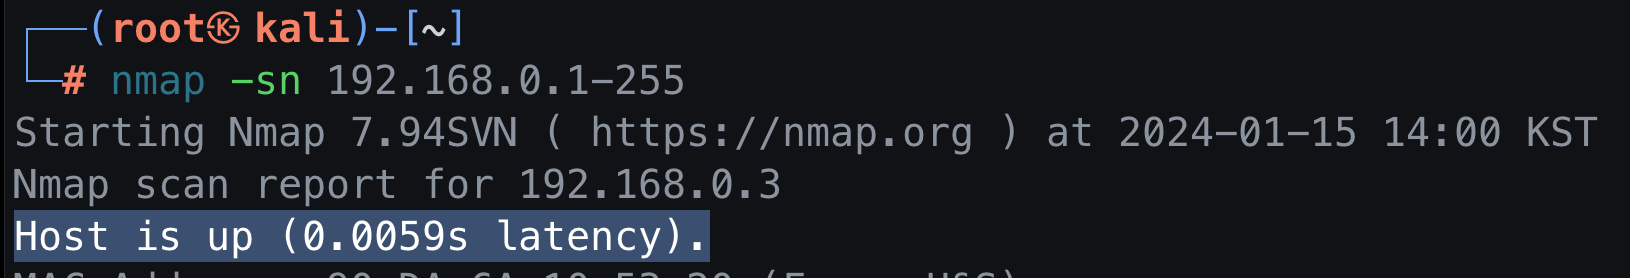 (root㉿kali)-[~]
# nmap -sn 192.168.0.1-255
Starting Nmap 7.94SVN ( https://nmap.org ) at 2024-01-15 14:00 KST
Nmap scan report for 192.168.0.3
Host is up (0.0059s latency).